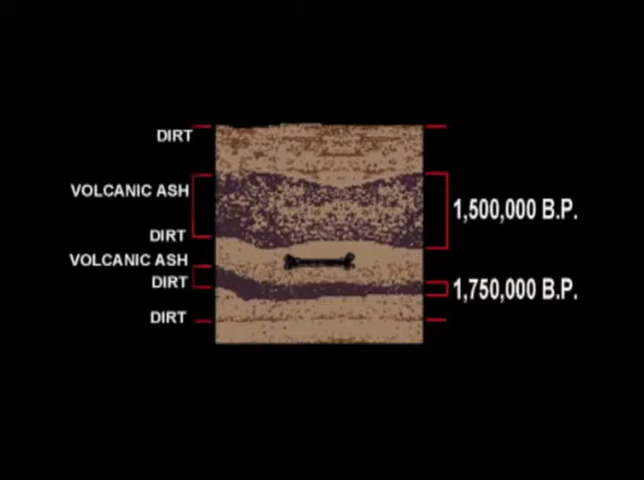 DIRT
VOLCANIC ASH
1,500,000 B.P.
DIRT
VOLCANIC ASH
DIRT
1,750,000 B.P.
DIRT